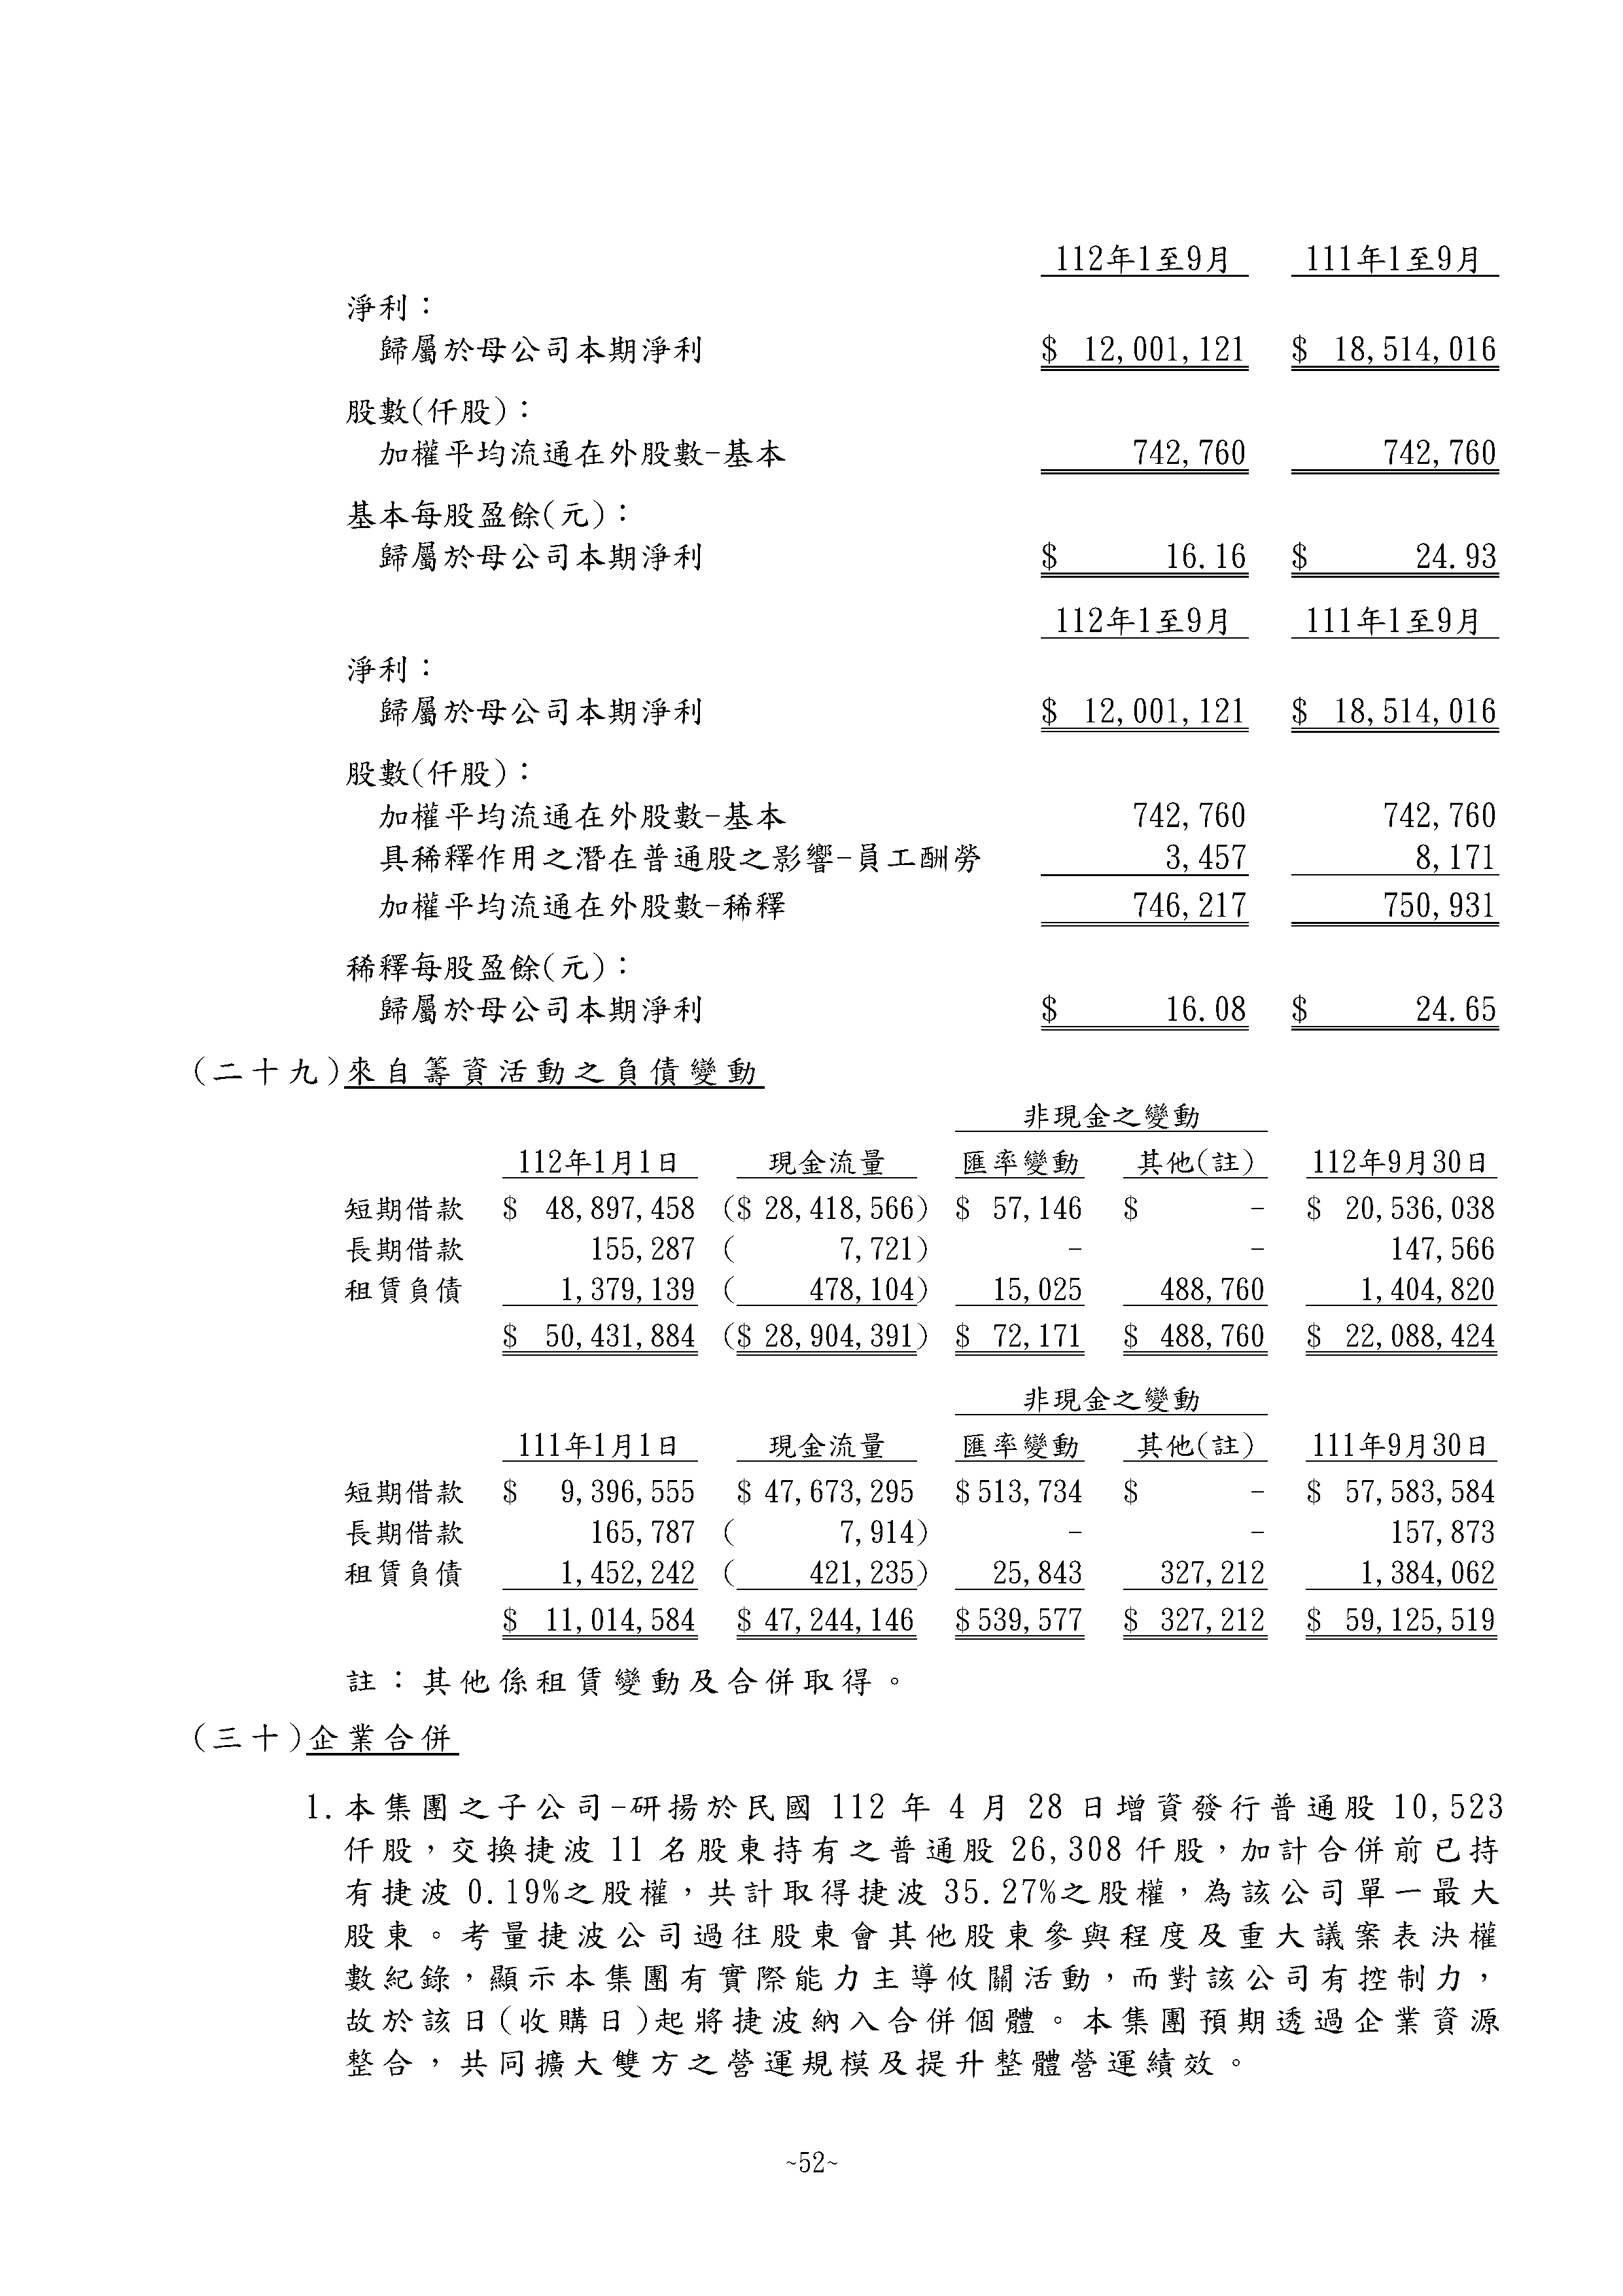 112年1至9月 111年1至9月
淨利：
歸屬於母公司本期淨利 $ 12,001,121 $ 18,514,016
股數(仟股)：
加權平均流通在外股數-基本 742,760 742,760
基本每股盈餘(元)：
歸屬於母公司本期淨利 $ 16.16 $ 24.93
112年1至9月 111年1至9月
淨利：
歸屬於母公司本期淨利 $ 12,001,121 $ 18,514,016
股數(仟股)：
加權平均流通在外股數-基本 742,760 742,760
具稀釋作用之潛在普通股之影響-員工酬勞 3,457 8,171
加權平均流通在外股數-稀釋 746,217 750,931
稀釋每股盈餘(元)：
歸屬於母公司本期淨利 $ 16.08 $ 24.65
(二十九)來自籌資活動之負債變動
非現金之變動
112年1月1日 現金流量 匯率變動 其他(註) 112年9月30日
短期借款 $ 48,897,458 ($ 28,418,566) $ 57,146 $ - $ 20,536,038
長期借款 155,287 ( 7,721) - - 147,566
租賃負債 1,379,139 ( 478,104) 15,025 488,760 1,404,820
$ 50,431,884 ($ 28,904,391) $ 72,171 $ 488,760 $ 22,088,424
非現金之變動
111年1月1日 現金流量 匯率變動 其他(註) 111年9月30日
短期借款 $ 9,396,555 $ 47,673,295 $ 513,734 $ - $ 57,583,584
長期借款 165,787 ( 7,914) - - 157,873
租賃負債 1,452,242 ( 421,235) 25,843 327,212 1,384,062
$ 11,014,584 $ 47,244,146 $ 539,577 $ 327,212 $ 59,125,519
註：其他係租賃變動及合併取得。
(三十)企業合併
1.本集團之子公司-研揚於民國 112 年 4 月 28 日增資發行普通股 10,523
仟股，交換捷波 11 名股東持有之普通股 26,308 仟股，加計合併前已持
有捷波 0.19%之股權，共計取得捷波 35.27%之股權，為該公司單一最大
股東。考量捷波公司過往股東會其他股東參與程度及重大議案表決權
數紀錄，顯示本集團有實際能力主導攸關活動，而對該公司有控制力，
故於該日(收購日)起將捷波納入合併個體。本集團預期透過企業資源
整合，共同擴大雙方之營運規模及提升整體營運績效。
~52~